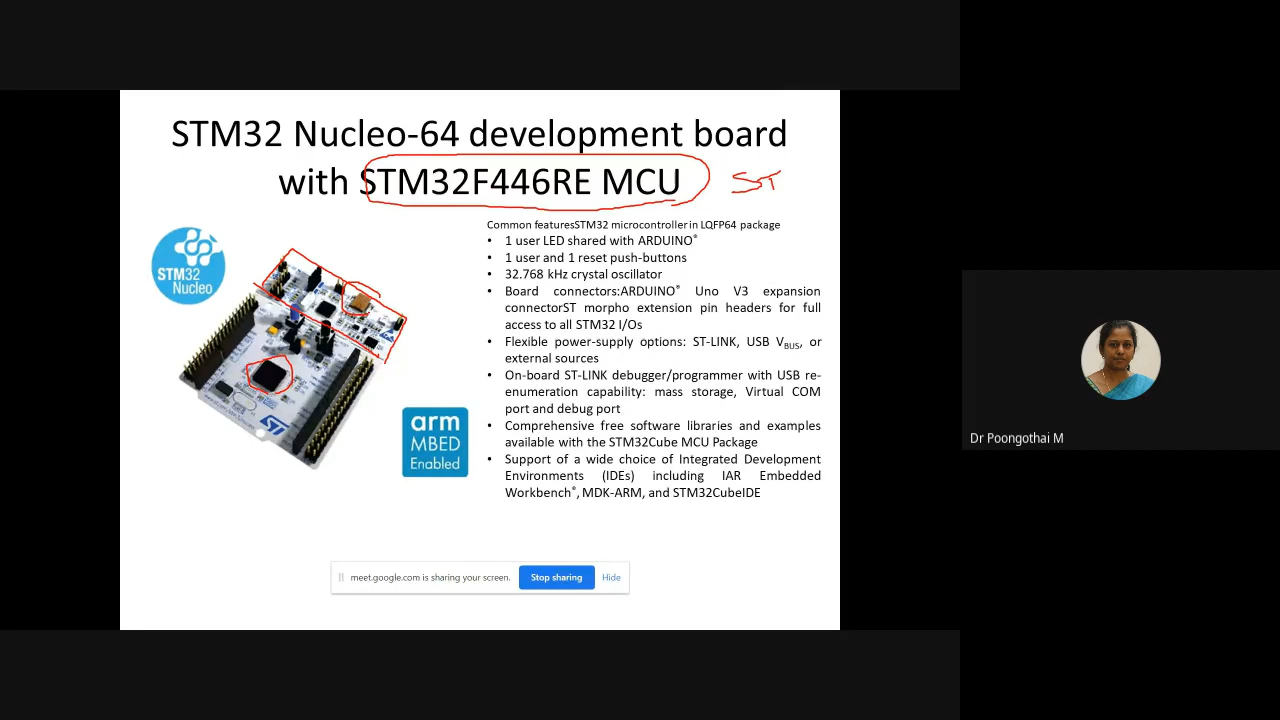 STM32 Nucleo-64 development board
with STM32F446RE MCU
ST
STM32
Nucleo
Common featuresSTM32 microcontroller in LQFP64 package
• 1 user LED shared with ARDUINO®
• 1 user and 1 reset push-buttons
• 32.768 kHz crystal oscillator
• Board connectors:ARDUINO® Uno V3 expansion
connectorST morpho extension pin headers for full
access to all STM32 I/Os
• Flexible power-supply options: ST-LINK, USB VBUS, or
external sources
• On-board ST-LINK debugger/programmer with USB re-
enumeration capability: mass storage, Virtual COM
port and debug port
• Comprehensive free software libraries and examples
available with the STM32Cube MCU Package
• Support of a wide choice of Integrated Development
Environments (IDEs) including IAR Embedded
Workbench®, MDK-ARM, and STM32CubeIDE
ST
arm
MBED
Enabled
Dr Poongothai M
meet.google.com is sharing your screen.
Stop sharing
Hide